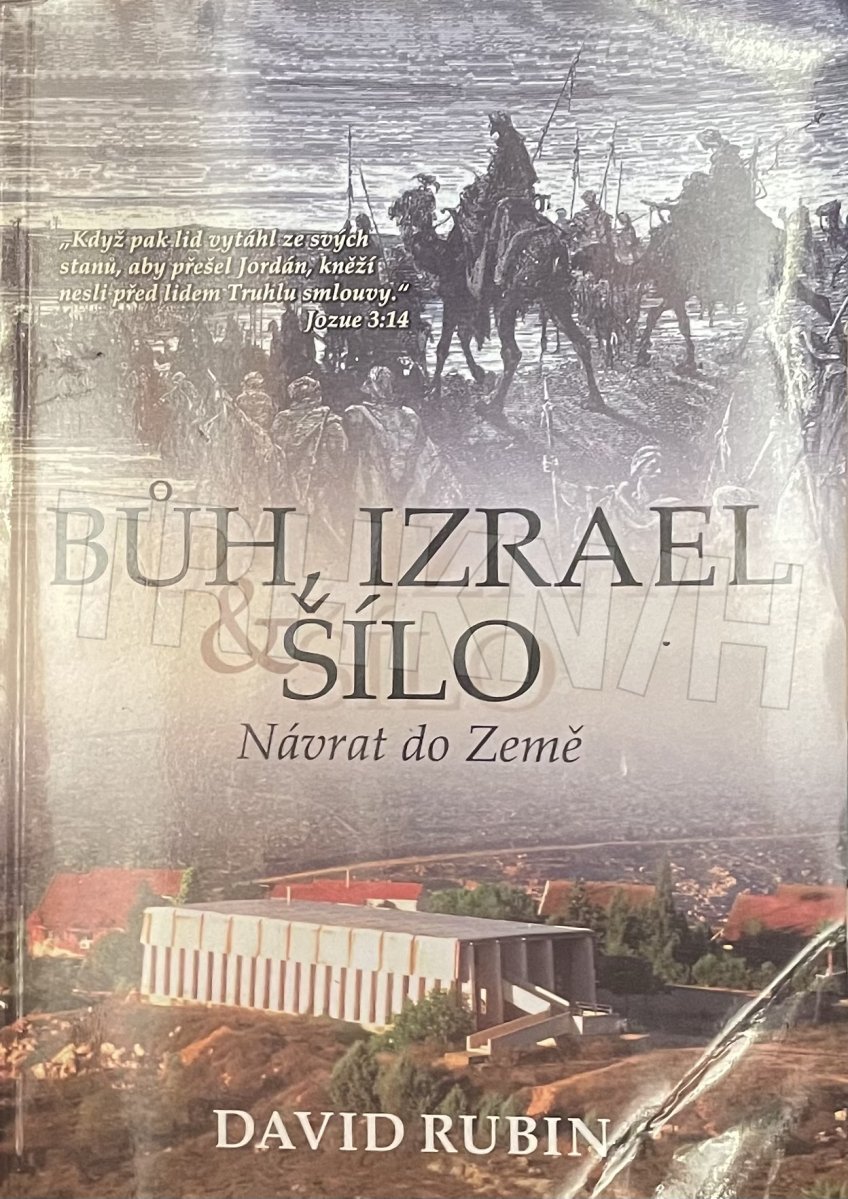 „Když pak lid vytáhl ze svých
stanů, aby přešel Jordán, kněží
nesli před lidem Truhlu smlouvy.“
Jozue 3:14
BŮH, IZRAEL
& ŠÍLO
Návrat do Země
DAVID RUBIN
TRHKNIH